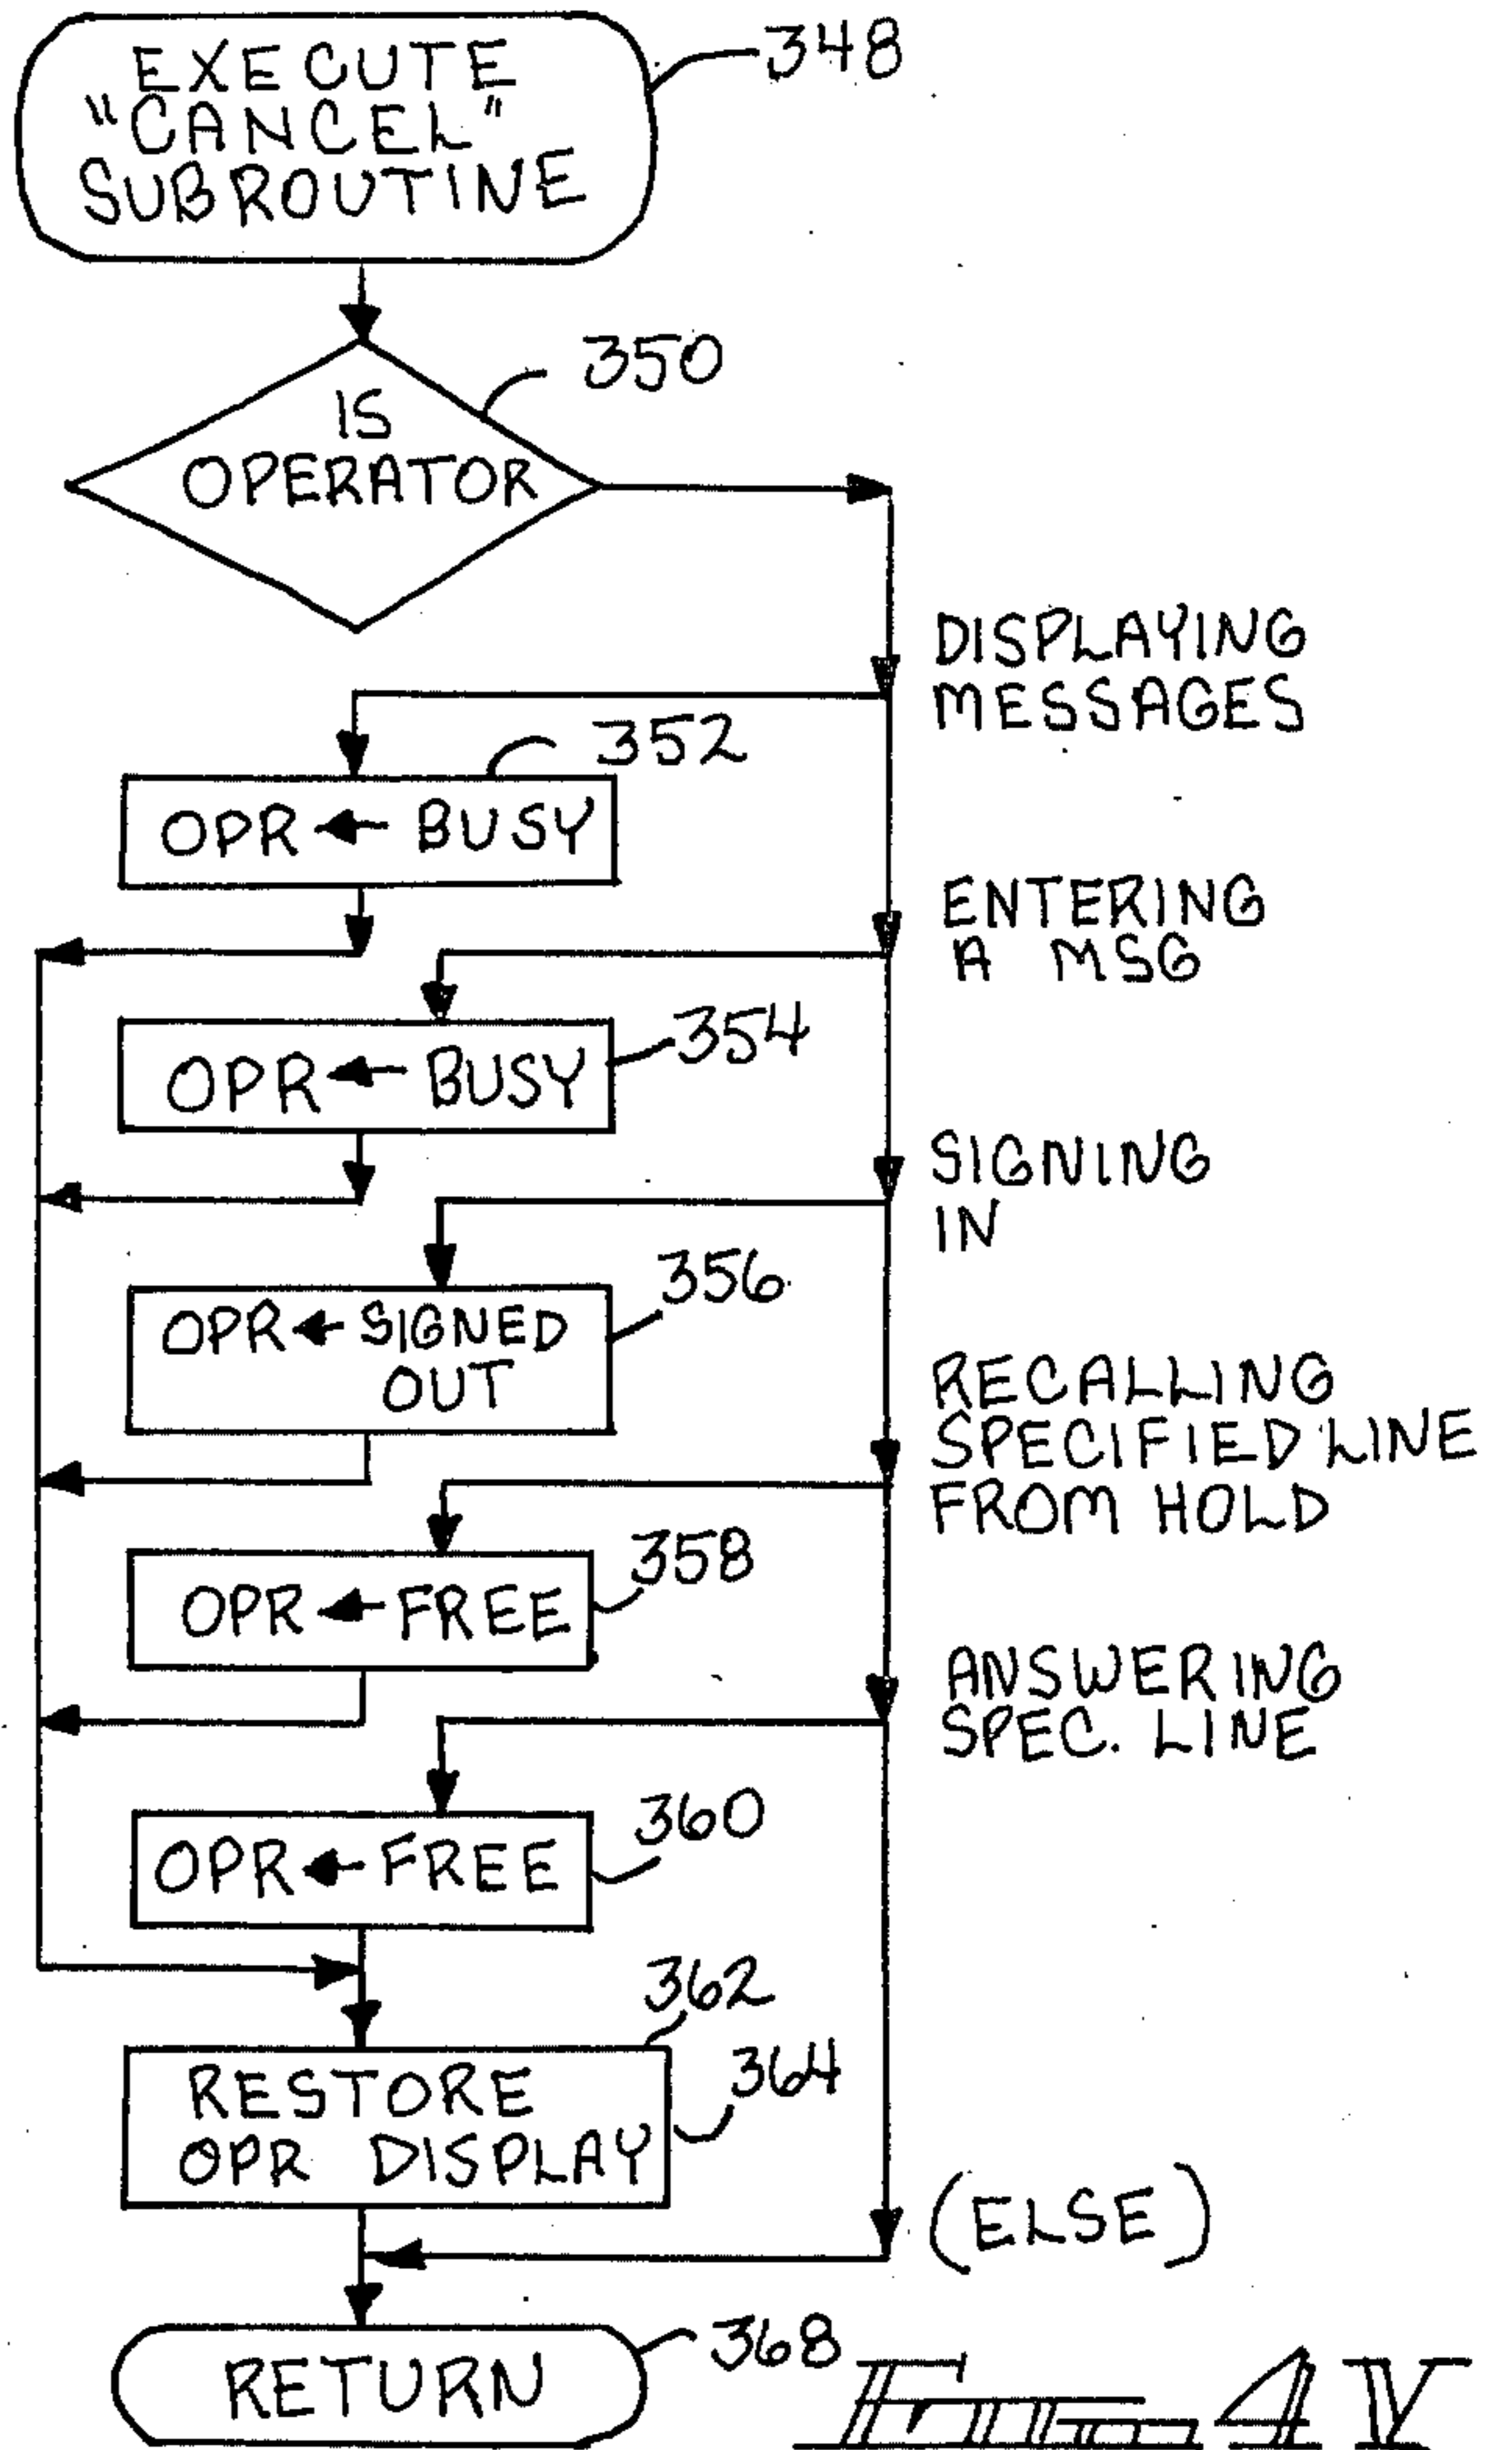 EXECUTE
"CANCEL"
SUBROUTINE
348
IS
OPERATOR
350
DISPLAYING
MESSAGES
352
OPR ← BUSY
ENTERING
A MSG
354
OPR ← BUSY
SIGNING
IN
356
OPR ← SIGNED
OUT
RECALLING
SPECIFIED LINE
FROM HOLD
358
OPR ← FREE
ANSWERING
SPEC. LINE
360
OPR ← FREE
362
364
RESTORE
OPR DISPLAY
(ELSE)
RETURN
368
FIG. 4V